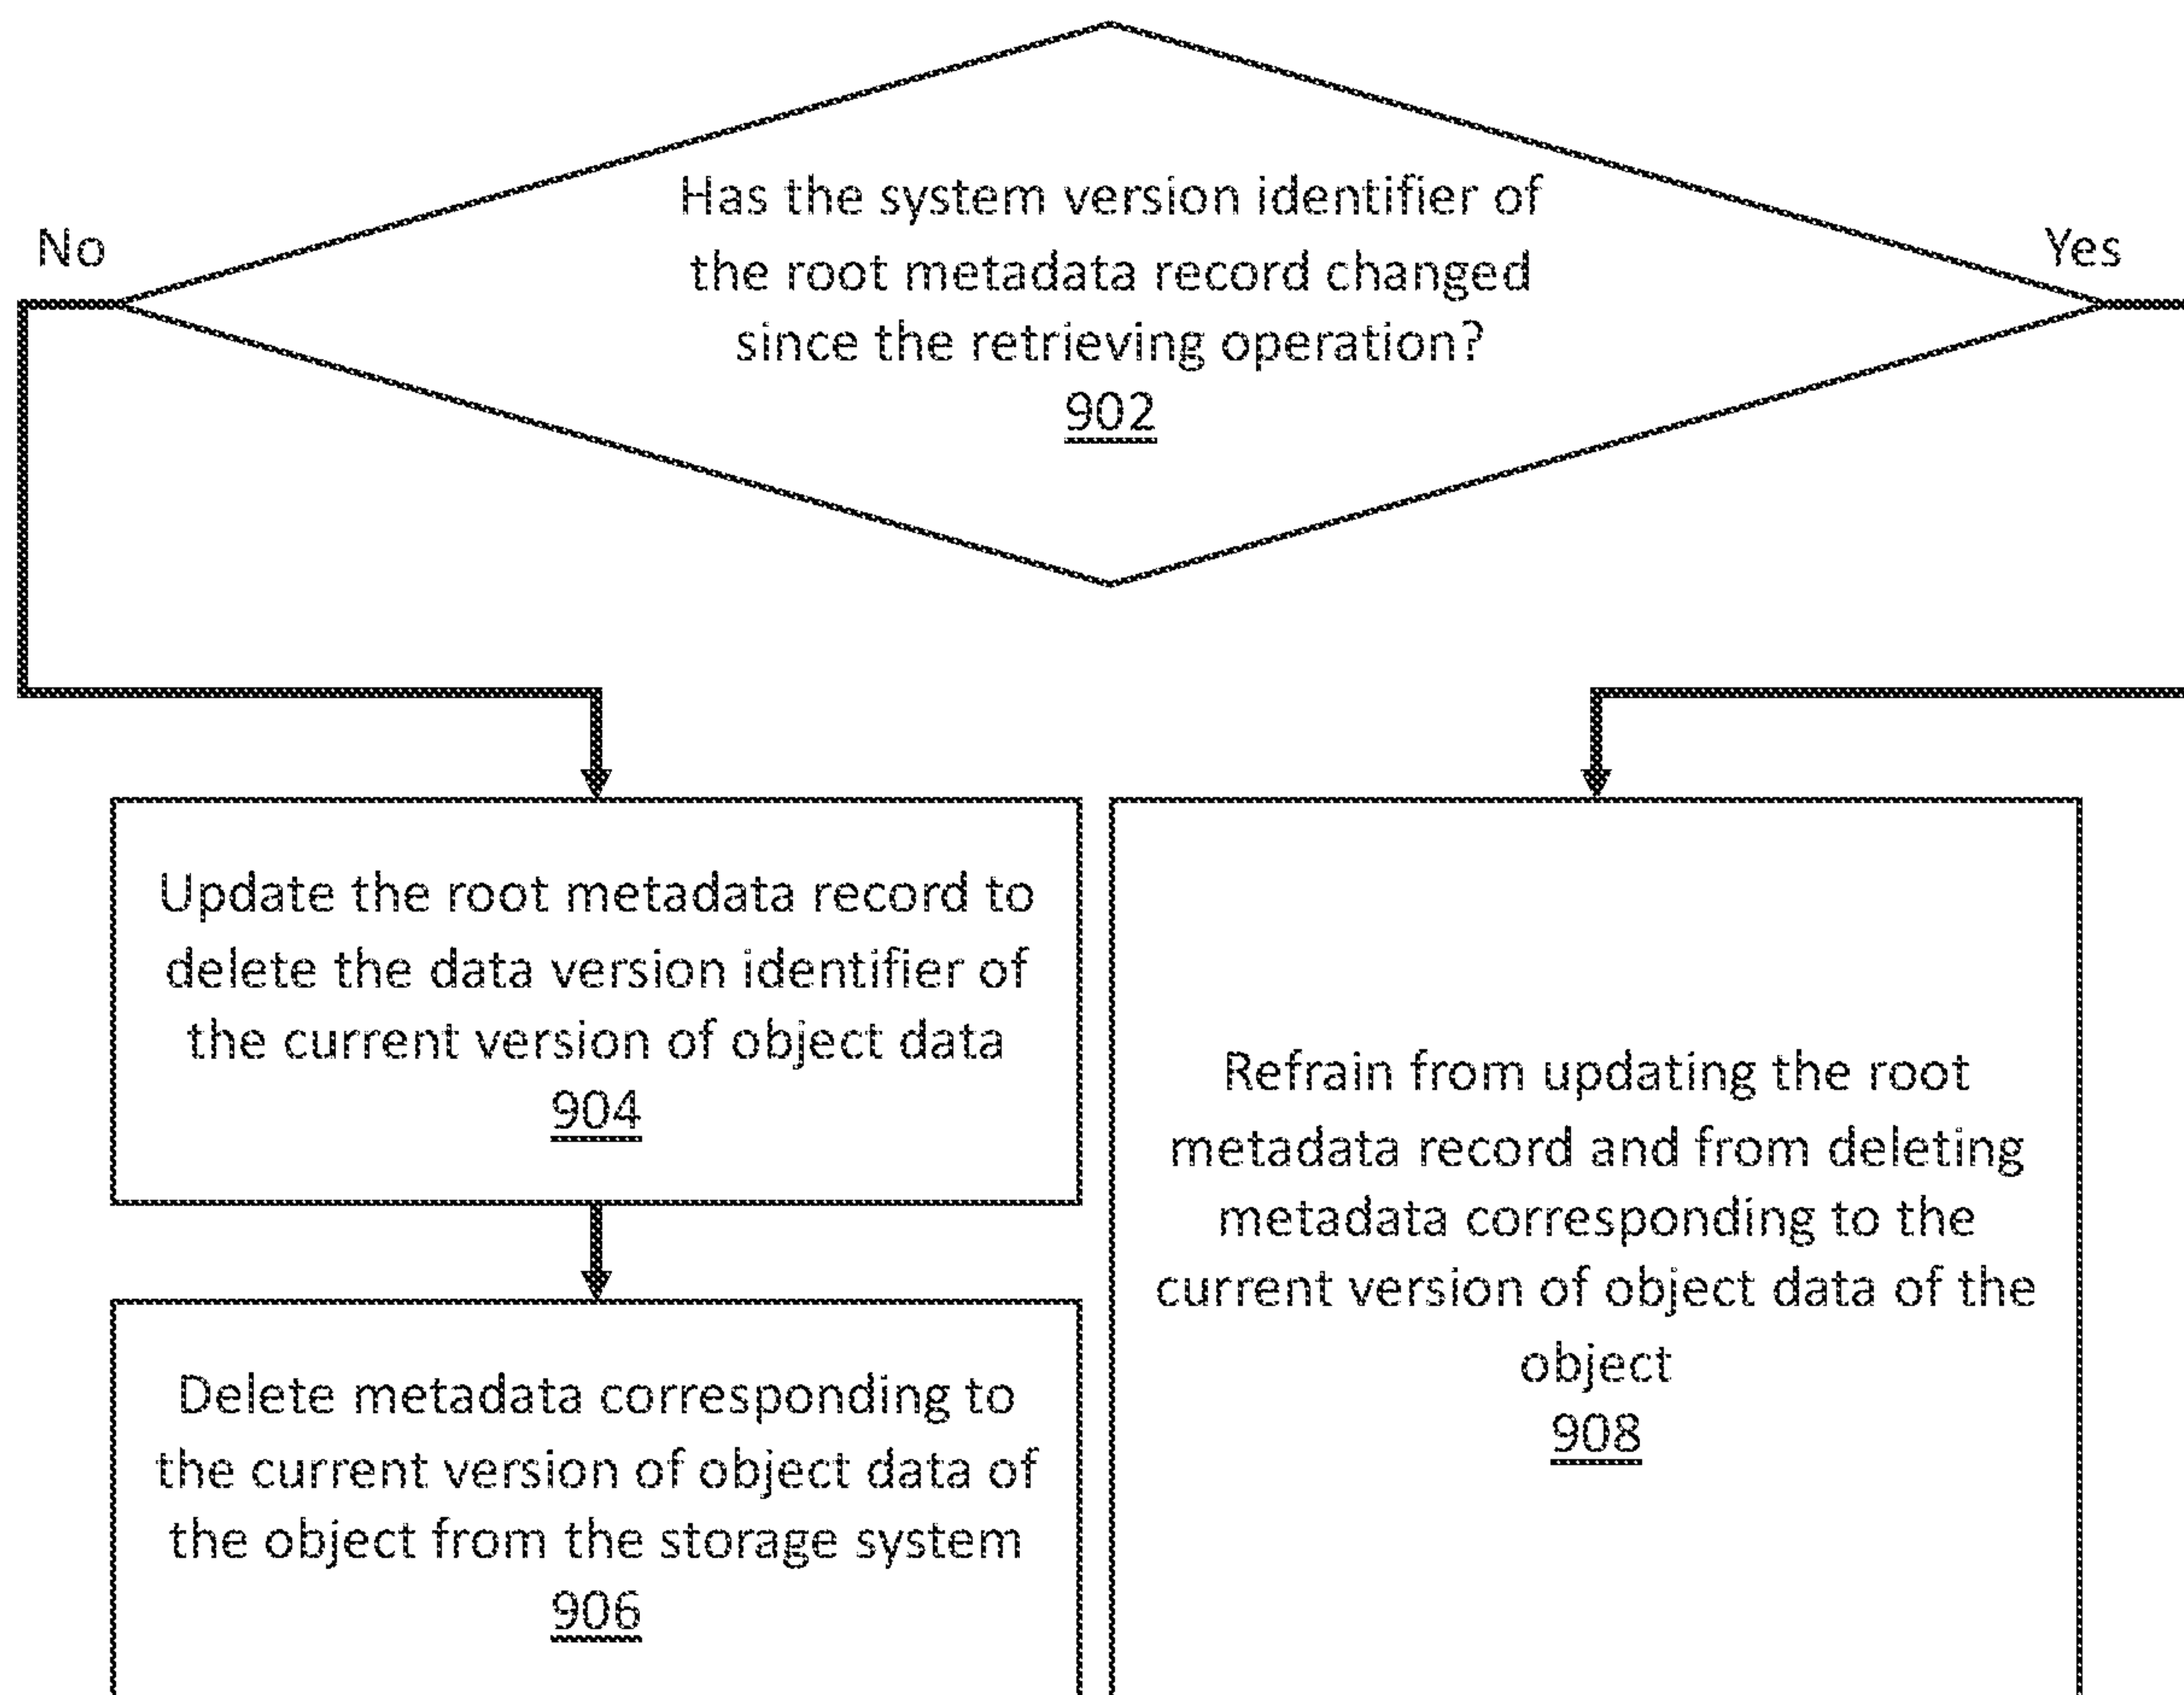 Has the system version identifier of
the root metadata record changed
since the retrieving operation?
902
No
Yes
Update the root metadata record to
delete the data version identifier of
the current version of object data
904
Delete metadata corresponding to
the current version of object data of
the object from the storage system
906
Refrain from updating the root
metadata record and from deleting
metadata corresponding to the
current version of object data of the
object
908